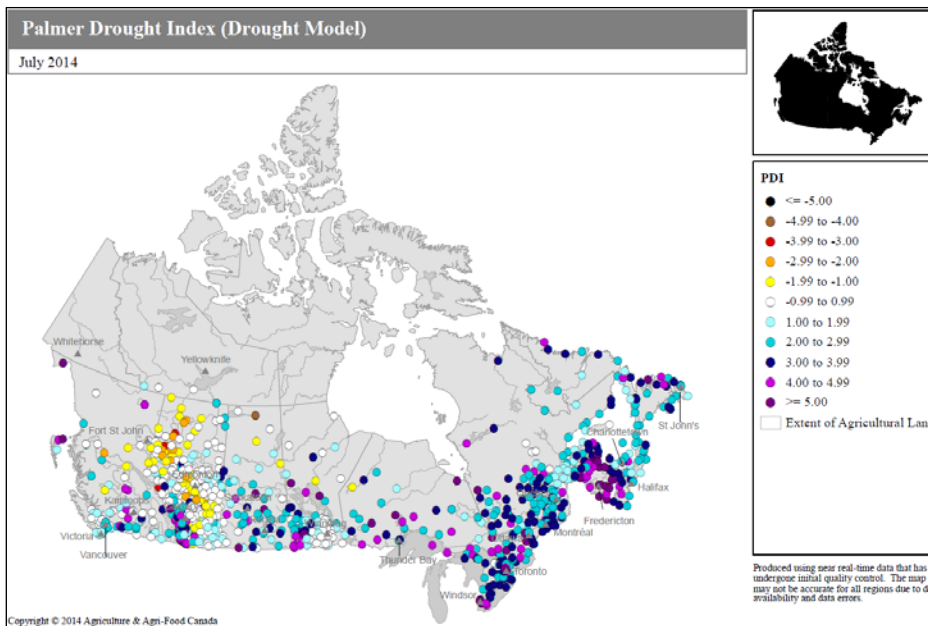 Palmer Drought Index (Drought Model)
July 2014
PDI
<= -5.00
-4.99 to -4.00
-3.99 to -3.00
-2.99 to -2.00
-1.99 to -1.00
-0.99 to 0.99
1.00 to 1.99
2.00 to 2.99
3.00 to 3.99
4.00 to 4.99
>= 5.00
Extent of Agricultural Lan
Whitehorse
Yellowknife
Fort St John
St John's
Charlottetown
Halifax
Fredericton
Kamloops
Victoria
Vancouver
Montréal
Thunder Bay
Toronto
Windsor
Produced using near real-time data that has
undergone initial quality control. The map
may not be accurate for all regions due to d
availability and data errors.
Copyright © 2014 Agriculture & Agri-Food Canada